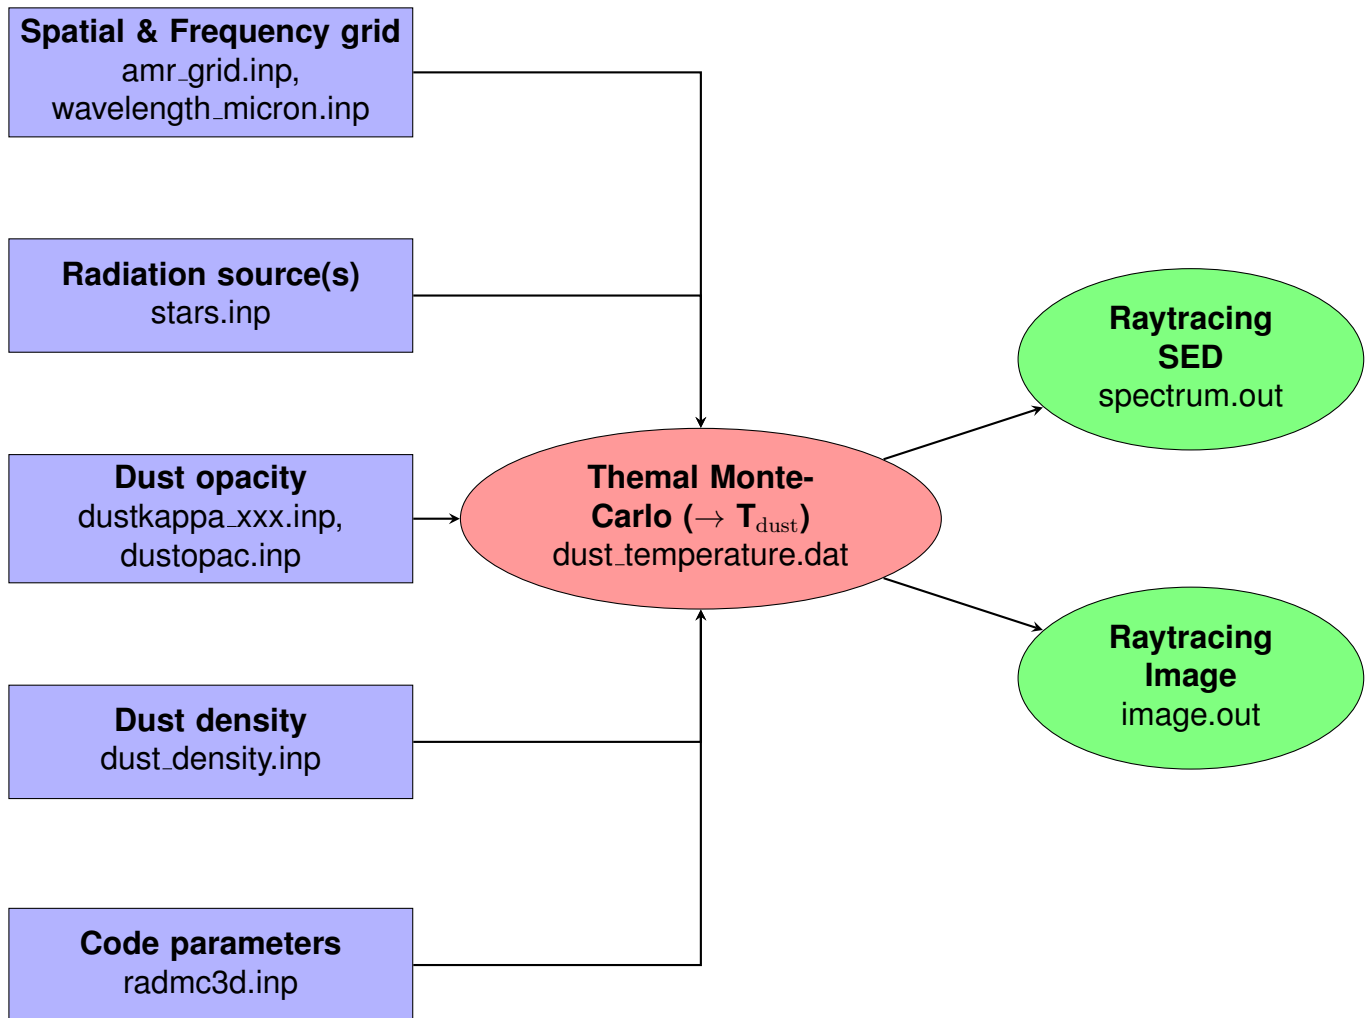 Spatial & Frequency grid
amr_grid.inp,
wavelength_micron.inp
Radiation source(s)
stars.inp
Dust opacity
dustkappa_xxx.inp,
dustopac.inp
Dust density
dust_density.inp
Code parameters
radmc3d.inp
Themal Monte-
Carlo (→ T_dust)
dust_temperature.dat
Raytracing
SED
spectrum.out
Raytracing
Image
image.out